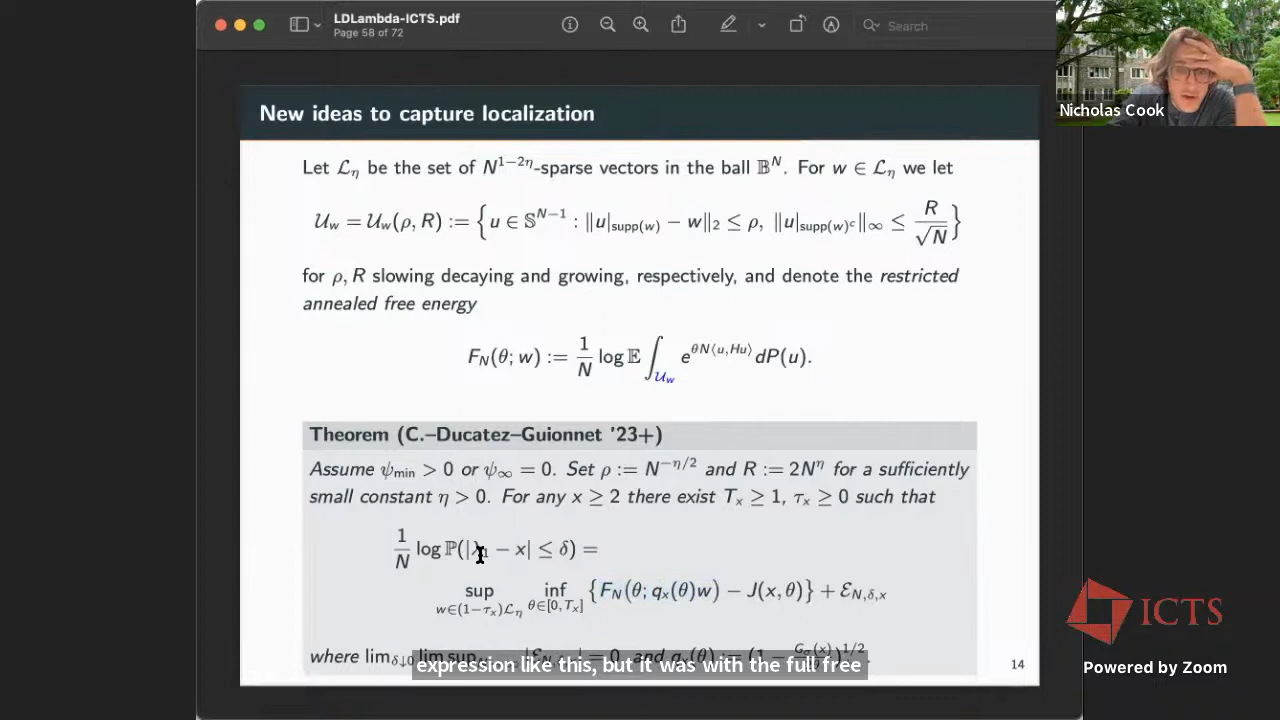 LDLambda-ICTS.pdf
Page 58 of 72
Search
Nicholas Cook
New ideas to capture localization
Let ℒ_η be the set of N^{1−2η}-sparse vectors in the ball 𝔹^N. For w ∈ ℒ_η we let
𝒰_w = 𝒰_w(ρ, R) := { u ∈ 𝕊^{N−1} : ‖u|_{supp(w)} − w‖_2 ≤ ρ, ‖u|_{supp(w)^c}‖_∞ ≤ R/√N }
for ρ, R slowing decaying and growing, respectively, and denote the restricted
annealed free energy
F_N(θ; w) := 1/N log 𝔼 ∫_{𝒰_w} e^{θN⟨u,Hu⟩} dP(u).
Theorem (C.–Ducatez–Guionnet '23+)
Assume ψ_min > 0 or ψ_∞ = 0. Set ρ := N^{−η/2} and R := 2N^η for a sufficiently
small constant η > 0. For any x ≥ 2 there exist T_x ≥ 1, τ_x ≥ 0 such that
1/N log ℙ(|λ_1 − x| ≤ δ) =
sup_{w∈(1−τ_x)ℒ_η} inf_{θ∈[0,T_x]} {F_N(θ; q_x(θ)w) − J(x, θ)} + ℰ_{N,δ,x}
where lim_{δ↓0} lim sup
expression like this, but it was with the full free
14
ICTS
Powered by Zoom